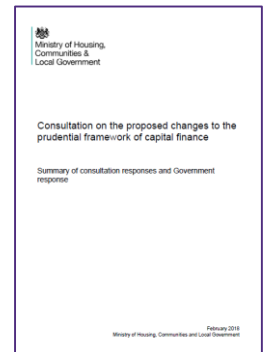 Ministry of Housing,
Communities &
Local Government
Consultation on the proposed changes to the
prudential framework of capital finance
Summary of consultation responses and Government
response
February 2018
Ministry of Housing, Communities and Local Government